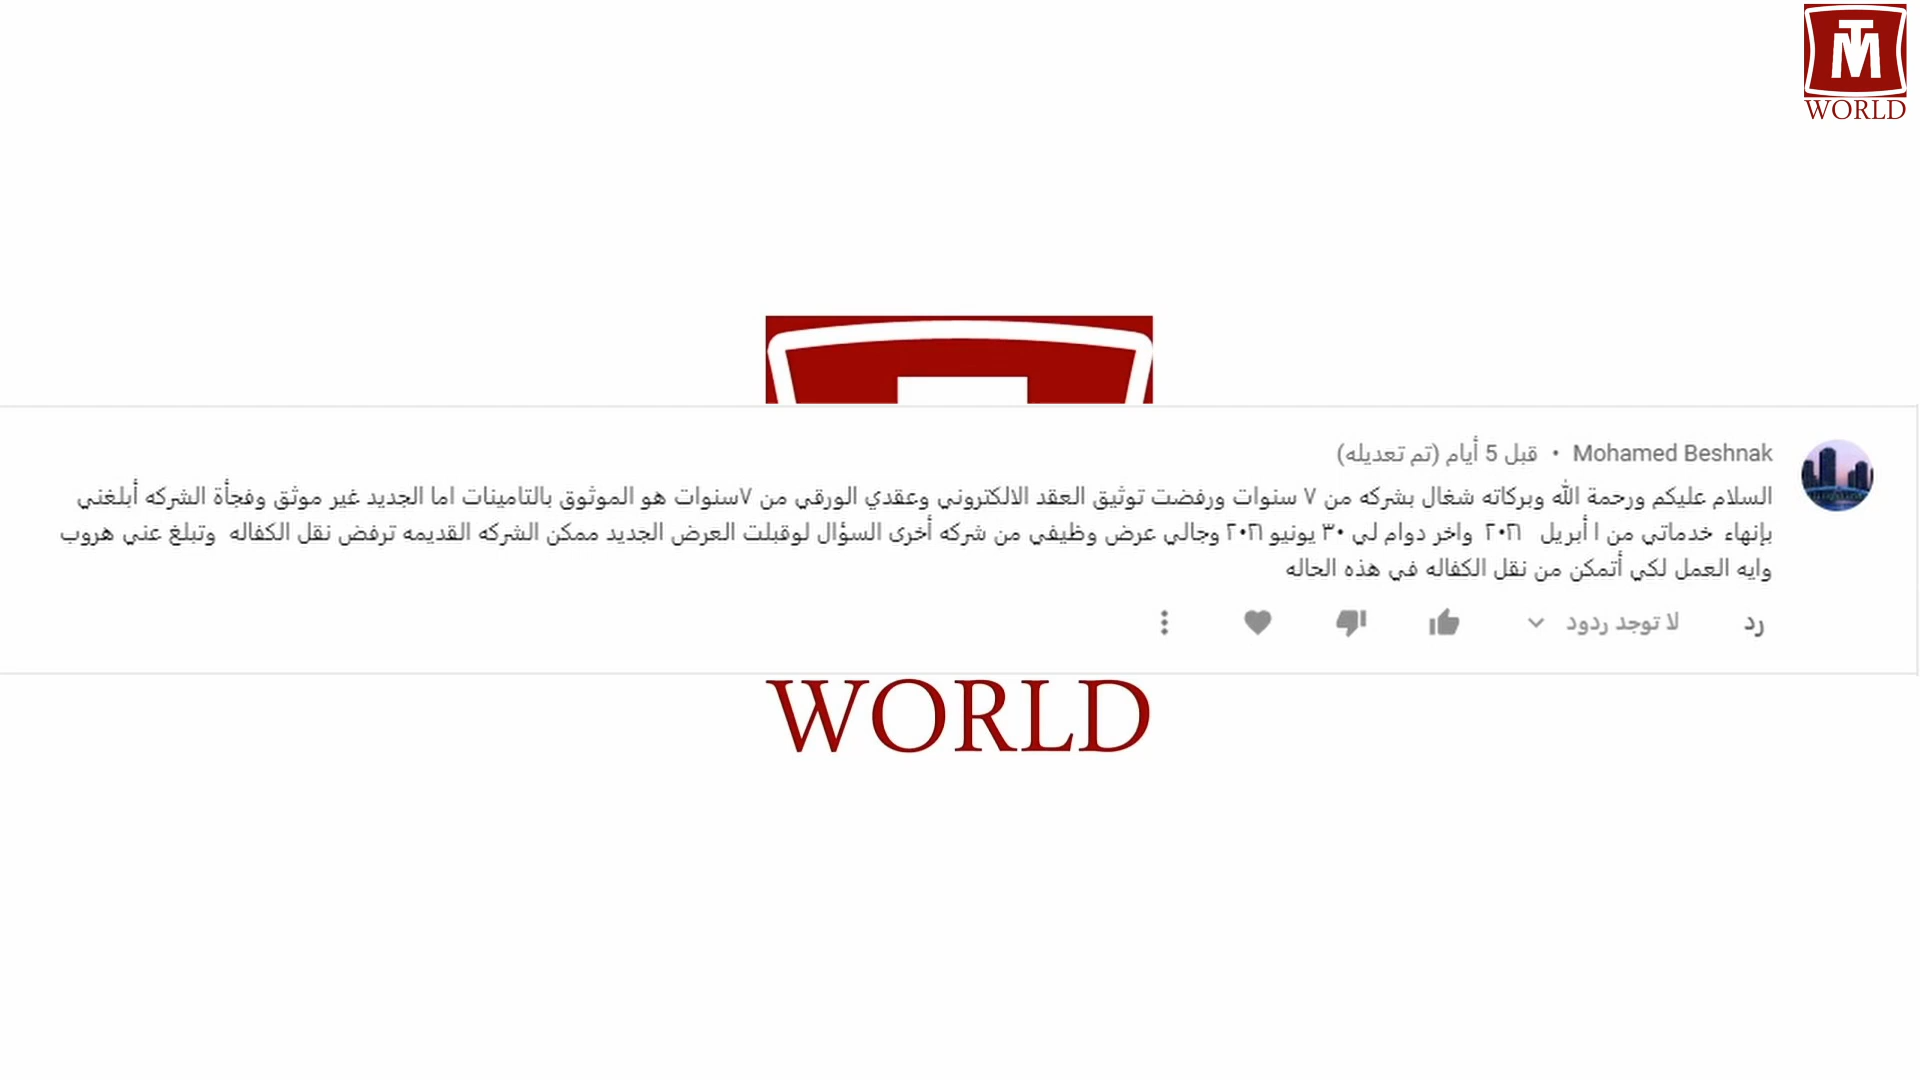 TM
WORLD
Mohamed Beshnak • قبل 5 أيام (تم تعديله)
السلام عليكم ورحمة الله وبركاته شغال بشركه من ٧ سنوات ورفضت توثيق العقد الالكتروني وعقدي الورقي من ٧سنوات هو الموثوق بالتامينات اما الجديد غير موثق وفجأة الشركه أبلغني
بإنهاء خدماتي من ١ أبريل ٢٠٢١ واخر دوام لي ٣٠ يونيو ٢٠٢١ وجالي عرض وظيفي من شركه أخرى السؤال لوقبلت العرض الجديد ممكن الشركه القديمه ترفض نقل الكفاله وتبلغ عني هروب
وايه العمل لكي أتمكن من نقل الكفاله في هذه الحاله
رد لا توجد ردود
WORLD